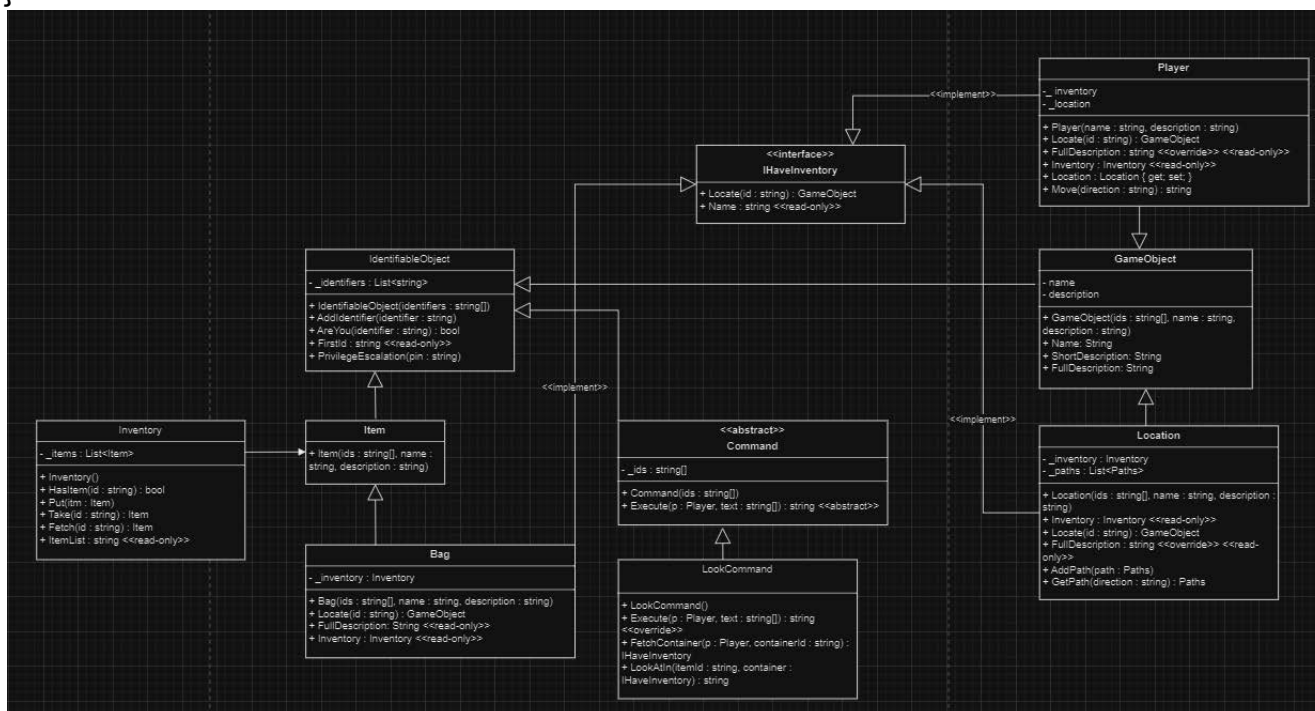 Player
- _ inventory
- _location
+ Player(name : string, description : string)
+ Locate(id : string) : GameObject
+ FullDescription : string <<override>> <<read-only>>
+ Inventory : Inventory <<read-only>>
+ Location : Location { get; set; }
+ Move(direction : string) : string
<<implement>>
<<interface>>
IHaveInventory
+ Locate(id : string) : GameObject
+ Name : string <<read-only>>
IdentifiableObject
- _identifiers : List<string>
+ IdentifiableObject(identifiers : string[])
+ AddIdentifier(identifier : string)
+ AreYou(identifier : string) : bool
+ FirstId : string <<read-only>>
+ PrivilegeEscalation(pin : string)
GameObject
- name
- description
+ GameObject(ids : string[], name : string,
description : string)
+ Name: String
+ ShortDescription: String
+ FullDescription: String
<<implement>>
<<implement>>
Inventory
- _items : List<Item>
+ Inventory()
+ HasItem(id : string) : bool
+ Put(itm : Item)
+ Take(id : string) : Item
+ Fetch(id : string) : Item
+ ItemList : string <<read-only>>
Item
+ Item(ids : string[], name :
string, description : string)
<<abstract>>
Command
- _ids : string[]
+ Command(ids : string[])
+ Execute(p : Player, text : string[]) : string <<abstract>>
Location
- _inventory : Inventory
- _paths : List<Paths>
+ Location(ids : string[], name : string, description :
string)
+ Inventory : Inventory <<read-only>>
+ Locate(id : string) : GameObject
+ FullDescription : string <<override>> <<read-
only>>
+ AddPath(path : Paths)
+ GetPath(direction : string) : Paths
Bag
- _inventory : Inventory
+ Bag(ids : string[], name : string, description : string)
+ Locate(id : string) : GameObject
+ FullDescription: String <<read-only>>
+ Inventory : Inventory <<read-only>>
LookCommand
+ LookCommand()
+ Execute(p : Player, text : string[]) : string
<<override>>
+ FetchContainer(p : Player, containerId : string) :
IHaveInventory
+ LookAtIn(itemId : string, container :
IHaveInventory) : string